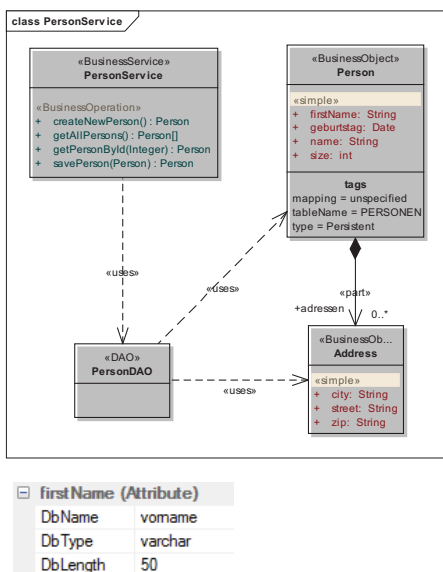 class PersonService
«BusinessService»
PersonService
«BusinessOperation»
+ createNewPerson() : Person
+ getAllPersons() : Person[]
+ getPersonById(Integer) : Person
+ savePerson(Person) : Person
«BusinessObject»
Person
«simple»
+ firstName: String
+ geburtstag: Date
+ name: String
+ size: int
tags
mapping = unspecified
tableName = PERSONEN
type = Persistent
«uses»
«uses»
«part»
+adressen 0..*
«DAO»
PersonDAO
«uses»
«BusinessOb...
Address
«simple»
+ city: String
+ street: String
+ zip: String
firstName (Attribute)
DbName vorname
DbType varchar
DbLength 50